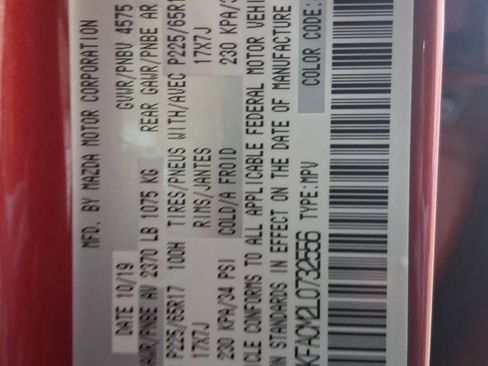 MFD. BY MAZDA MOTOR CORPORATION
DATE 10/19 GVWR/PNBV 4575
GAWR/PNBE AV 2370 LB 1075 KG REAR GAWR/PNBE AR
P225/65R17 100H TIRES/PNEUS WITH/AVEC P225/65R17
17X7J RIMS/JANTES 17X7J
230 KPA/34 PSI COLD/A FROID 230 KPA/3
CONFORMS TO ALL APPLICABLE FEDERAL MOTOR VEHI
STANDARDS IN EFFECT ON THE DATE OF MANUFACTURE
KFACM2L0732556 TYPE:MPV COLOR CODE: